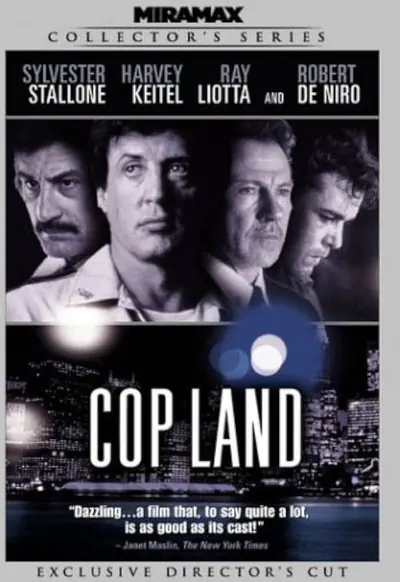 MIRAMAX
COLLECTOR'S SERIES
SYLVESTER STALLONE HARVEY KEITEL RAY LIOTTA AND ROBERT DE NIRO
COP LAND
"Dazzling...a film that, to say quite a lot,
is as good as its cast!"
– Janet Maslin, The New York Times
EXCLUSIVE DIRECTOR'S CUT